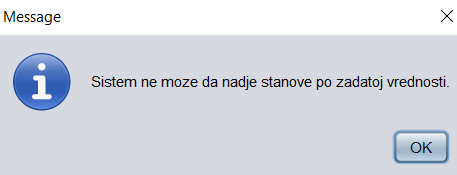 Message
Sistem ne moze da nadje stanove po zadatoj vrednosti.
OK